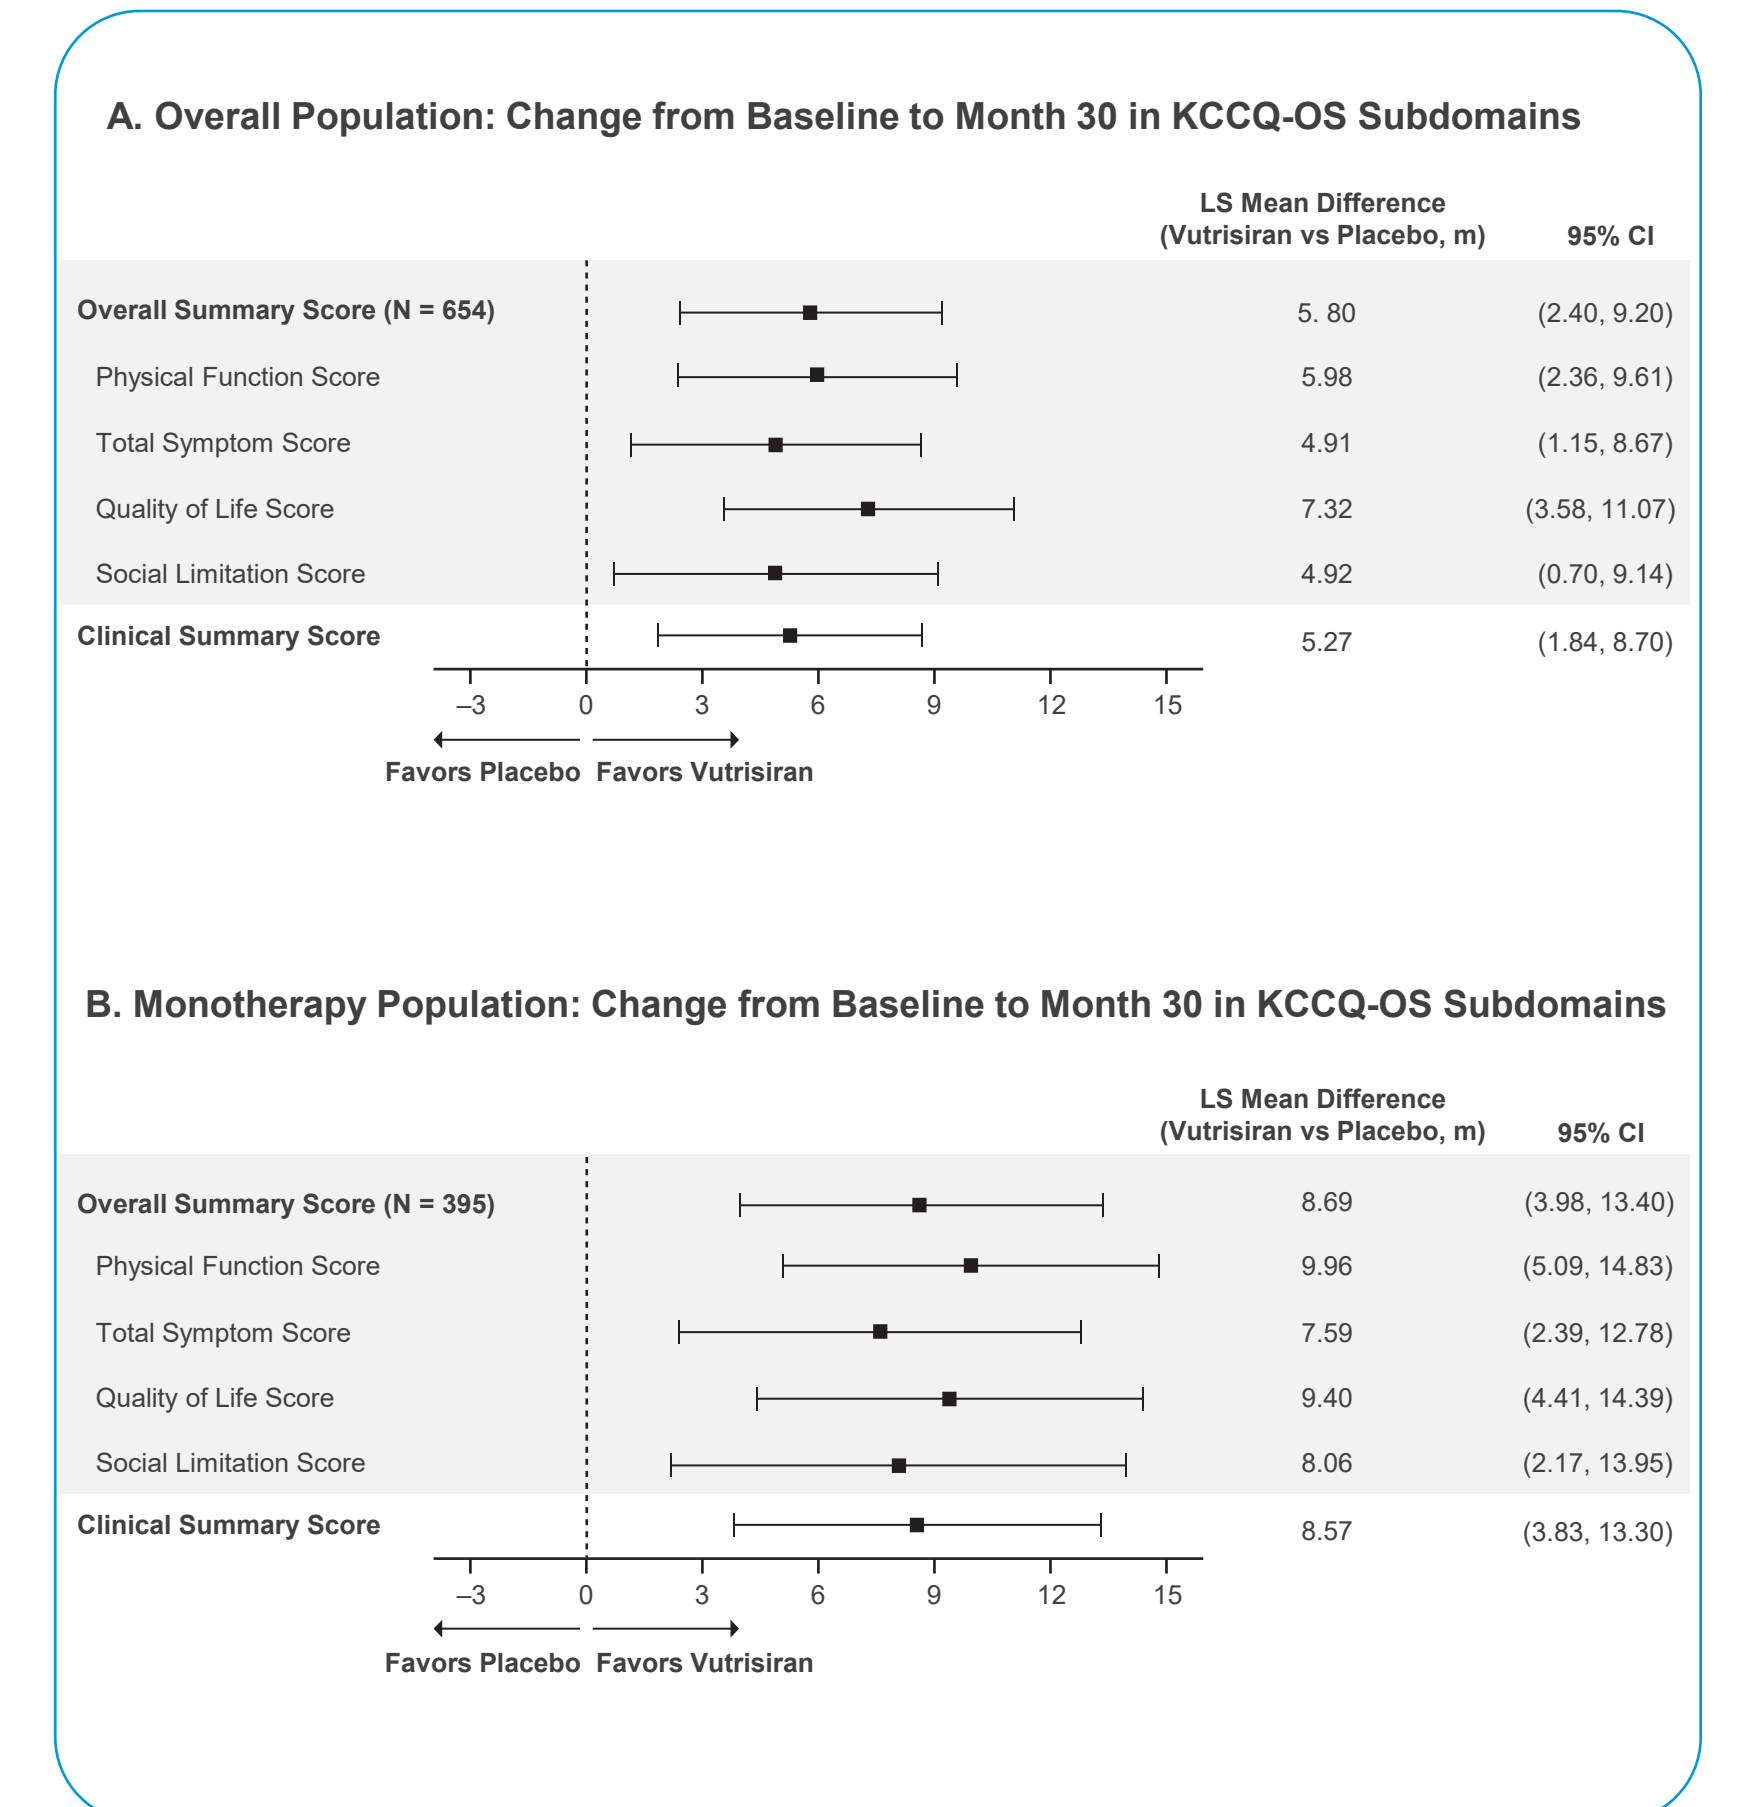 A. Overall Population: Change from Baseline to Month 30 in KCCQ-OS Subdomains
LS Mean Difference
(Vutrisiran vs Placebo, m) 95% CI
Overall Summary Score (N = 654) 5. 80 (2.40, 9.20)
Physical Function Score 5.98 (2.36, 9.61)
Total Symptom Score 4.91 (1.15, 8.67)
Quality of Life Score 7.32 (3.58, 11.07)
Social Limitation Score 4.92 (0.70, 9.14)
Clinical Summary Score 5.27 (1.84, 8.70)
–3 0 3 6 9 12 15
Favors Placebo Favors Vutrisiran
B. Monotherapy Population: Change from Baseline to Month 30 in KCCQ-OS Subdomains
LS Mean Difference
(Vutrisiran vs Placebo, m) 95% CI
Overall Summary Score (N = 395) 8.69 (3.98, 13.40)
Physical Function Score 9.96 (5.09, 14.83)
Total Symptom Score 7.59 (2.39, 12.78)
Quality of Life Score 9.40 (4.41, 14.39)
Social Limitation Score 8.06 (2.17, 13.95)
Clinical Summary Score 8.57 (3.83, 13.30)
–3 0 3 6 9 12 15
Favors Placebo Favors Vutrisiran